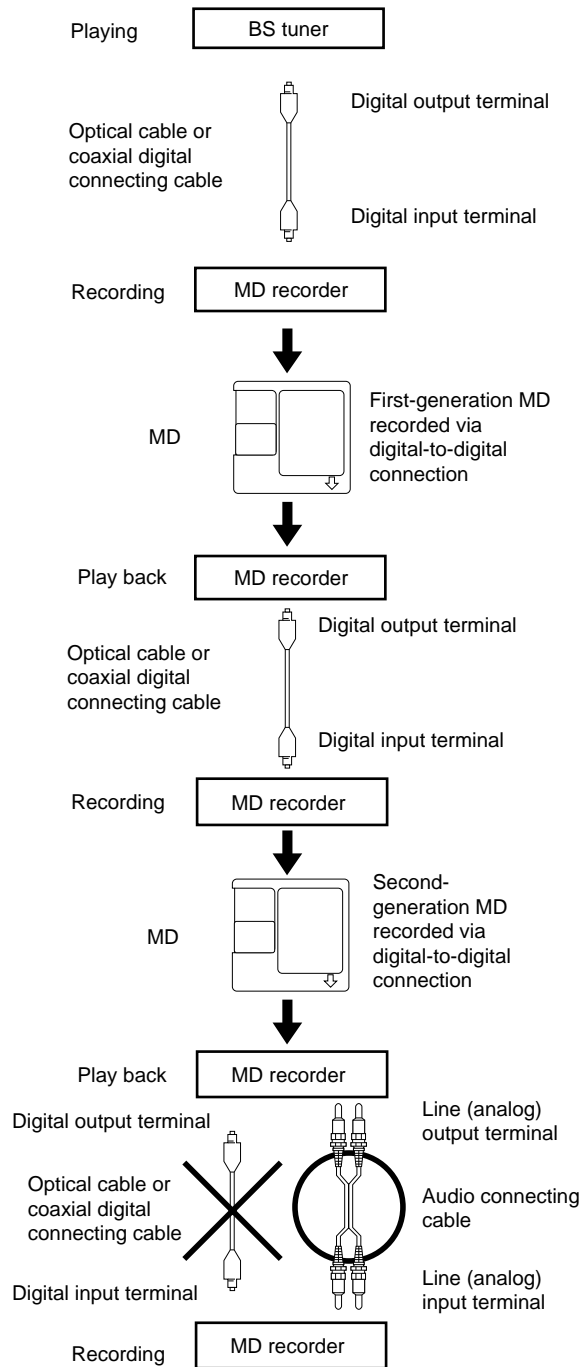 Playing
BS tuner
Digital output terminal
Optical cable or
coaxial digital
connecting cable
Digital input terminal
Recording
MD recorder
MD
First-generation MD
recorded via
digital-to-digital
connection
Play back
MD recorder
Digital output terminal
Optical cable or
coaxial digital
connecting cable
Digital input terminal
Recording
MD recorder
MD
Second-
generation MD
recorded via
digital-to-digital
connection
Play back
MD recorder
Digital output terminal
Line (analog)
output terminal
Optical cable or
coaxial digital
connecting cable
Audio connecting
cable
Digital input terminal
Line (analog)
input terminal
Recording
MD recorder